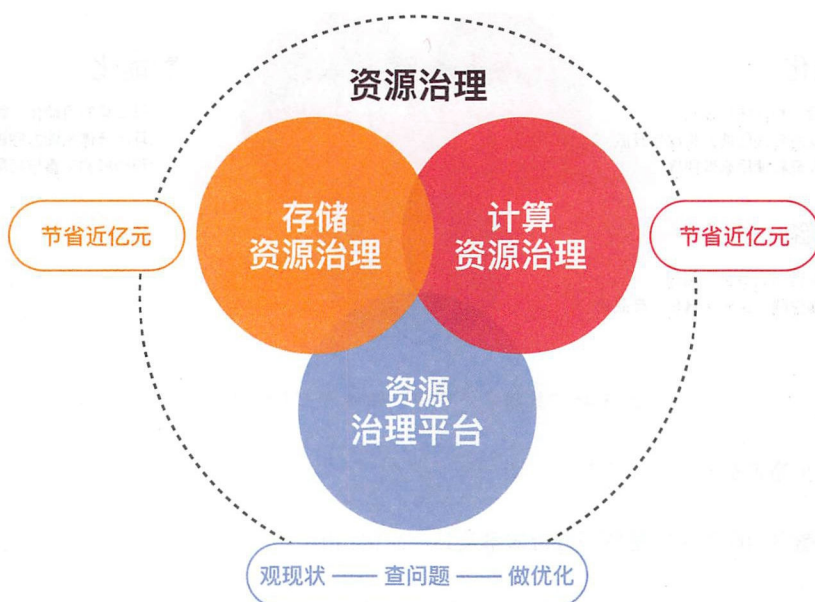 资源治理
存储
资源治理
计算
资源治理
节省近亿元
节省近亿元
资源
治理平台
观现状 —— 查问题 —— 做优化